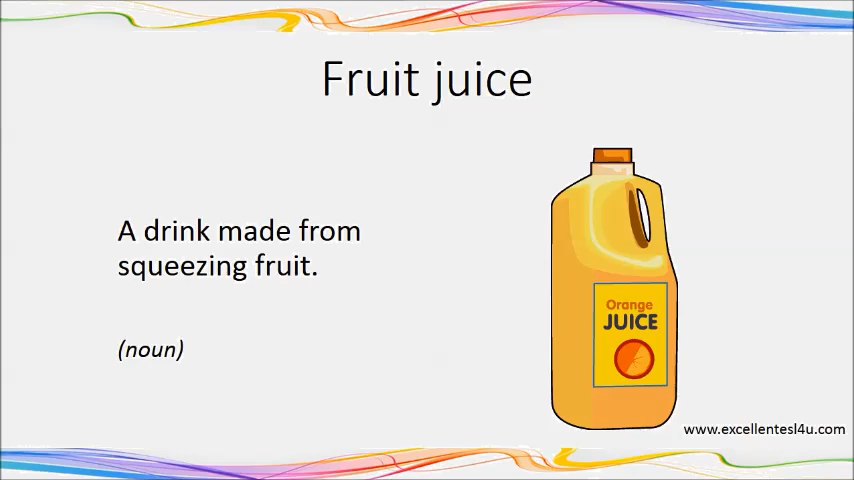 Fruit juice
A drink made from
squeezing fruit.
(noun)
Orange
JUICE
www.excellentesl4u.com